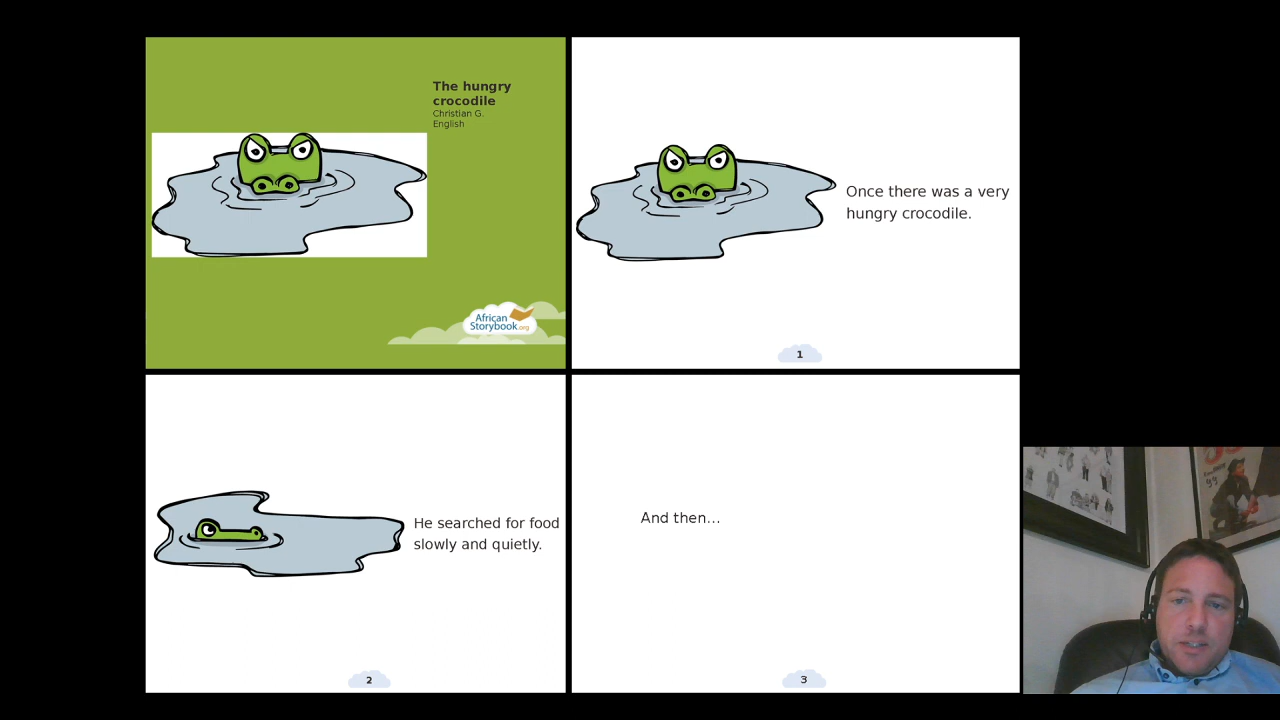 The hungry
crocodile
Christian G.
English
African
Storybook.org
Once there was a very
hungry crocodile.
1
He searched for food
slowly and quietly.
2
And then...
3